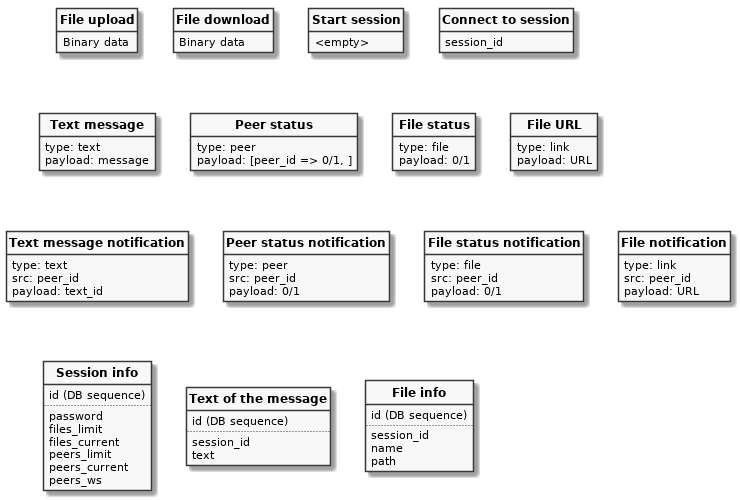 File upload
Binary data
File download
Binary data
Start session
<empty>
Connect to session
session_id
Text message
type: text
payload: message
Peer status
type: peer
payload: [peer_id => 0/1, ]
File status
type: file
payload: 0/1
File URL
type: link
payload: URL
Text message notification
type: text
src: peer_id
payload: text_id
Peer status notification
type: peer
src: peer_id
payload: 0/1
File status notification
type: file
src: peer_id
payload: 0/1
File notification
type: link
src: peer_id
payload: URL
Session info
id (DB sequence)
password
files_limit
files_current
peers_limit
peers_current
peers_ws
Text of the message
id (DB sequence)
session_id
text
File info
id (DB sequence)
session_id
name
path